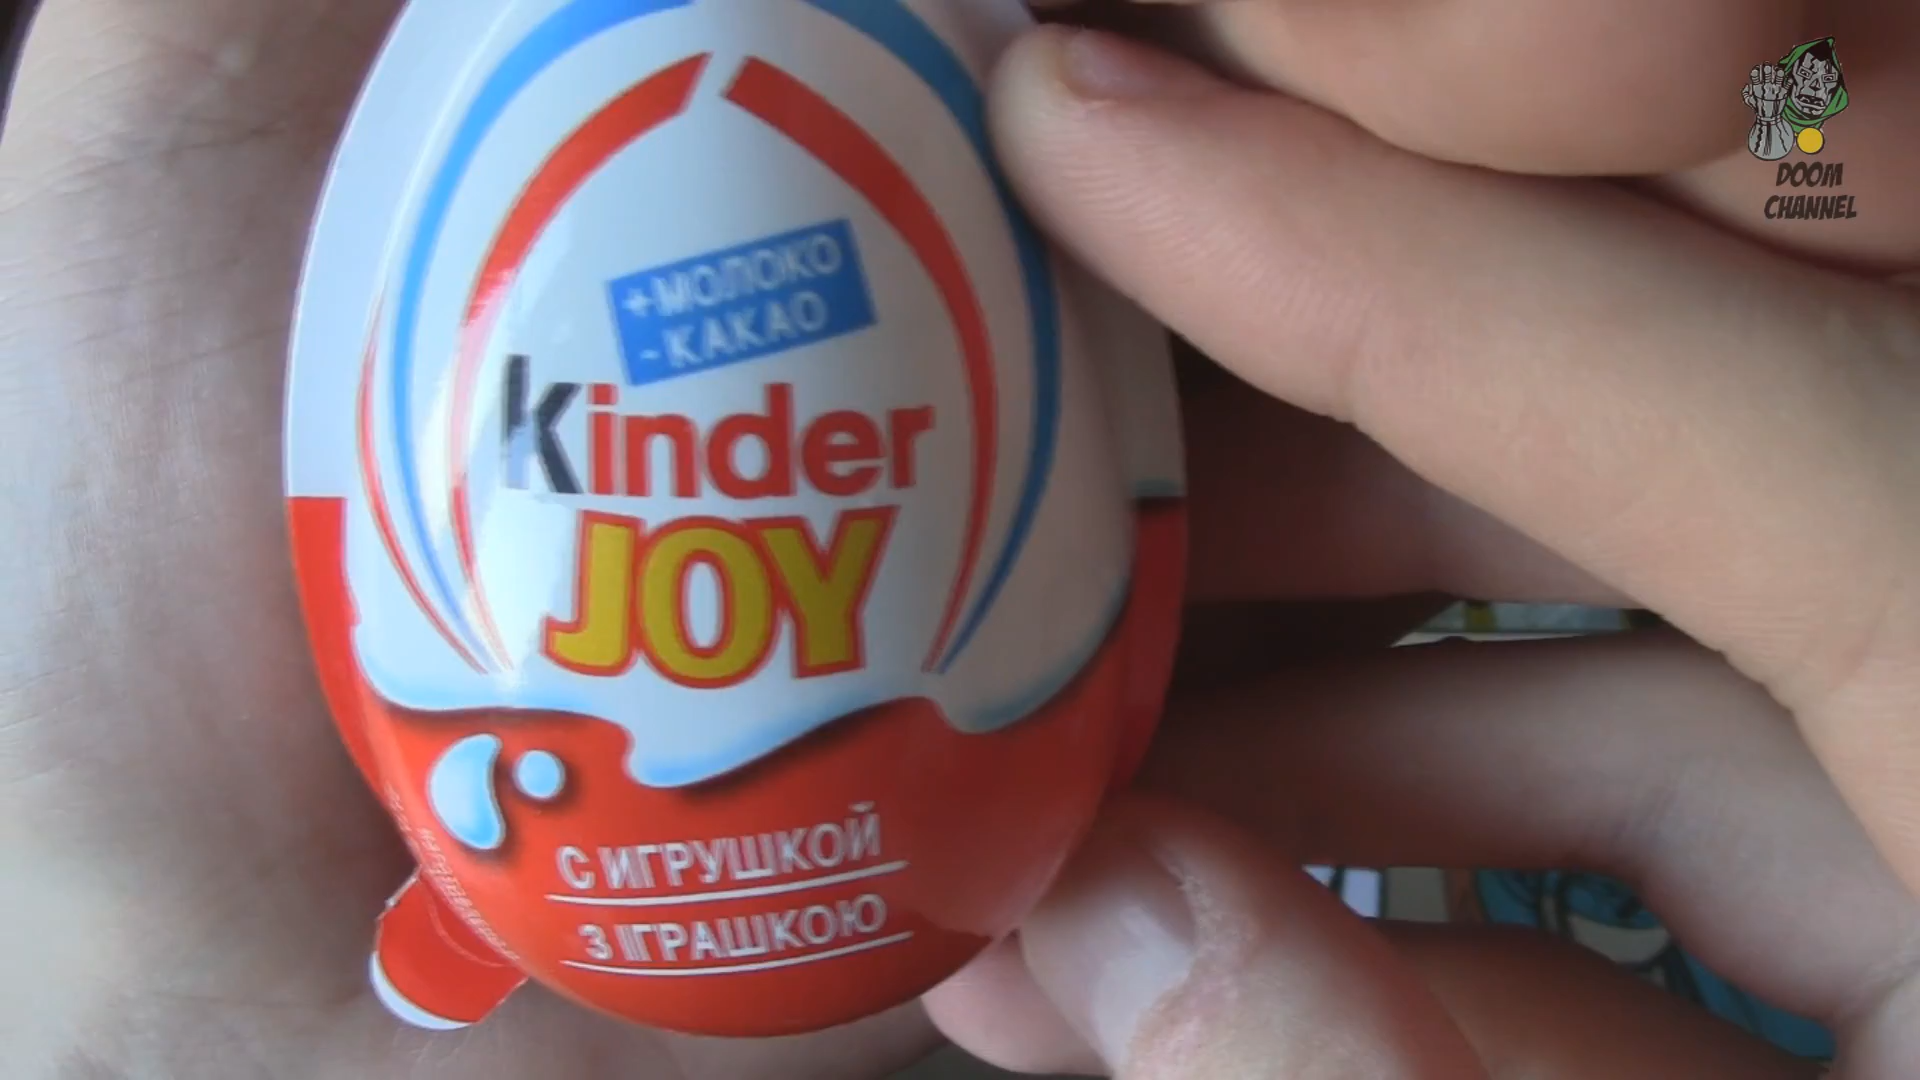 +МОЛОКО
-КАКАО
Kinder
JOY
С ИГРУШКОЙ
З ІГРАШКОЮ
DOOM
CHANNEL